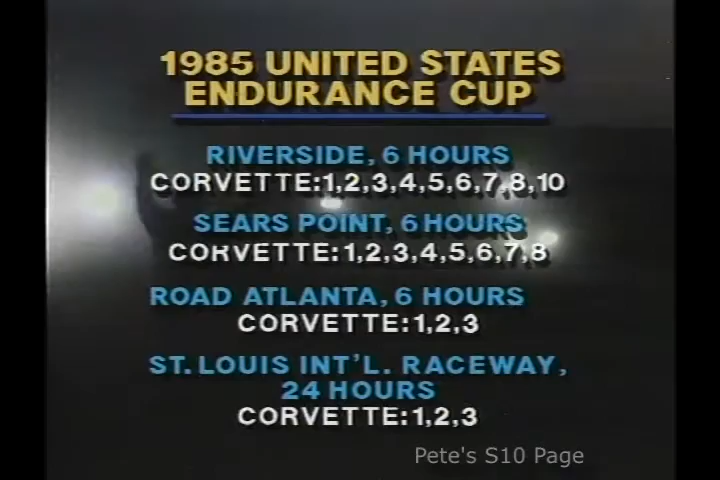 1985 UNITED STATES
ENDURANCE CUP
RIVERSIDE, 6 HOURS
CORVETTE:1,2,3,4,5,6,7,8,10
SEARS POINT, 6 HOURS
CORVETTE:1,2,3,4,5,6,7,8
ROAD ATLANTA, 6 HOURS
CORVETTE:1,2,3
ST. LOUIS INT'L. RACEWAY,
24 HOURS
CORVETTE:1,2,3
Pete's S10 Page